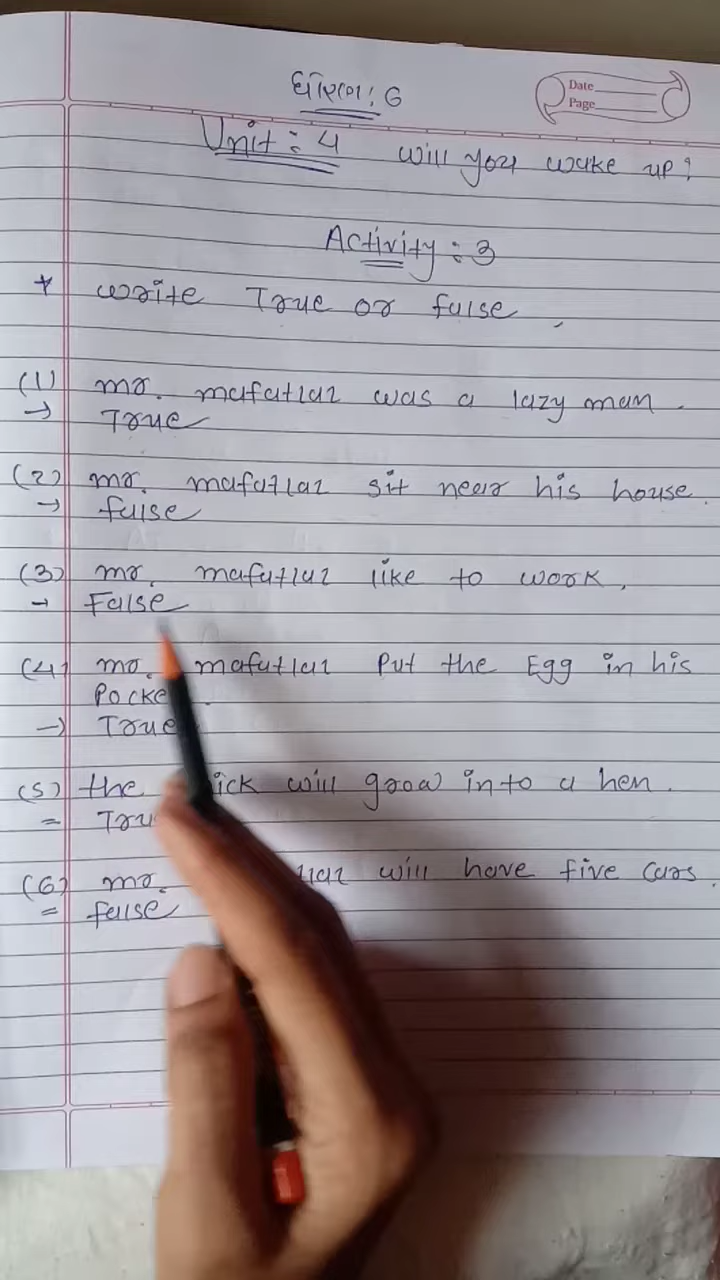 ધોરણ: 6
Date
Page
Unit: 4 will you wake up?
Activity: 3
* write True or false.
(1) mr. mafatlal was a lazy man.
→ True
(2) mr. mafatlal sit near his house.
→ false
(3) mr. mafatlal like to work.
→ False
(4) mr. mafatlal Put the Egg in his
Pocke
→ True
(5) the ick will grow into a hen.
= Tru
(6) mr. tlal will have five Cars.
= false